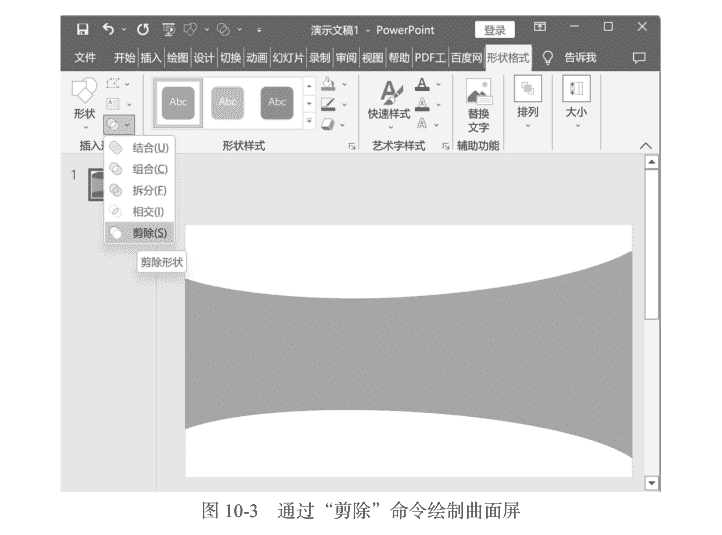 演示文稿1 - PowerPoint
登录
文件 开始 插入 绘图 设计 切换 动画 幻灯片 录制 审阅 视图 帮助 PDF工 百度网 形状格式 告诉我
形状
Abc Abc Abc
快速样式
替换
文字
排列
大小
插入
形状样式
艺术字样式
辅助功能
结合(U)
组合(C)
拆分(F)
相交(I)
剪除(S)
剪除形状
1
图 10-3 通过“剪除”命令绘制曲面屏